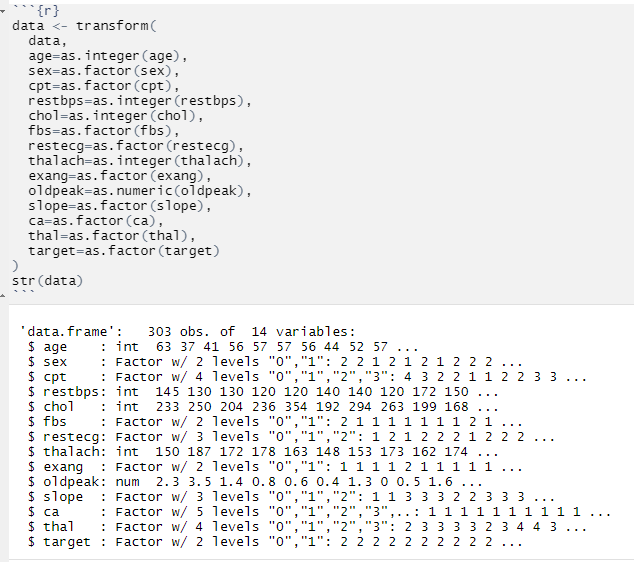 ```{r}
data <- transform(
  data,
  age=as.integer(age),
  sex=as.factor(sex),
  cpt=as.factor(cpt),
  restbps=as.integer(restbps),
  chol=as.integer(chol),
  fbs=as.factor(fbs),
  restecg=as.factor(restecg),
  thalach=as.integer(thalach),
  exang=as.factor(exang),
  oldpeak=as.numeric(oldpeak),
  slope=as.factor(slope),
  ca=as.factor(ca),
  thal=as.factor(thal),
  target=as.factor(target)
)
str(data)
```
'data.frame':   303 obs. of  14 variables:
 $ age    : int  63 37 41 56 57 57 56 44 52 57 ...
 $ sex    : Factor w/ 2 levels "0","1": 2 2 1 2 1 2 1 2 2 2 ...
 $ cpt    : Factor w/ 4 levels "0","1","2","3": 4 3 2 2 1 1 2 2 3 3 ...
 $ restbps: int  145 130 130 120 120 140 140 120 172 150 ...
 $ chol   : int  233 250 204 236 354 192 294 263 199 168 ...
 $ fbs    : Factor w/ 2 levels "0","1": 2 1 1 1 1 1 1 1 2 1 ...
 $ restecg: Factor w/ 3 levels "0","1","2": 1 2 1 2 2 2 1 2 2 2 ...
 $ thalach: int  150 187 172 178 163 148 153 173 162 174 ...
 $ exang  : Factor w/ 2 levels "0","1": 1 1 1 1 2 1 1 1 1 1 ...
 $ oldpeak: num  2.3 3.5 1.4 0.8 0.6 0.4 1.3 0 0.5 1.6 ...
 $ slope  : Factor w/ 3 levels "0","1","2": 1 1 3 3 3 2 2 3 3 3 ...
 $ ca     : Factor w/ 5 levels "0","1","2","3",..: 1 1 1 1 1 1 1 1 1 1 ...
 $ thal   : Factor w/ 4 levels "0","1","2","3": 2 3 3 3 3 2 3 4 4 3 ...
 $ target : Factor w/ 2 levels "0","1": 2 2 2 2 2 2 2 2 2 2 ...